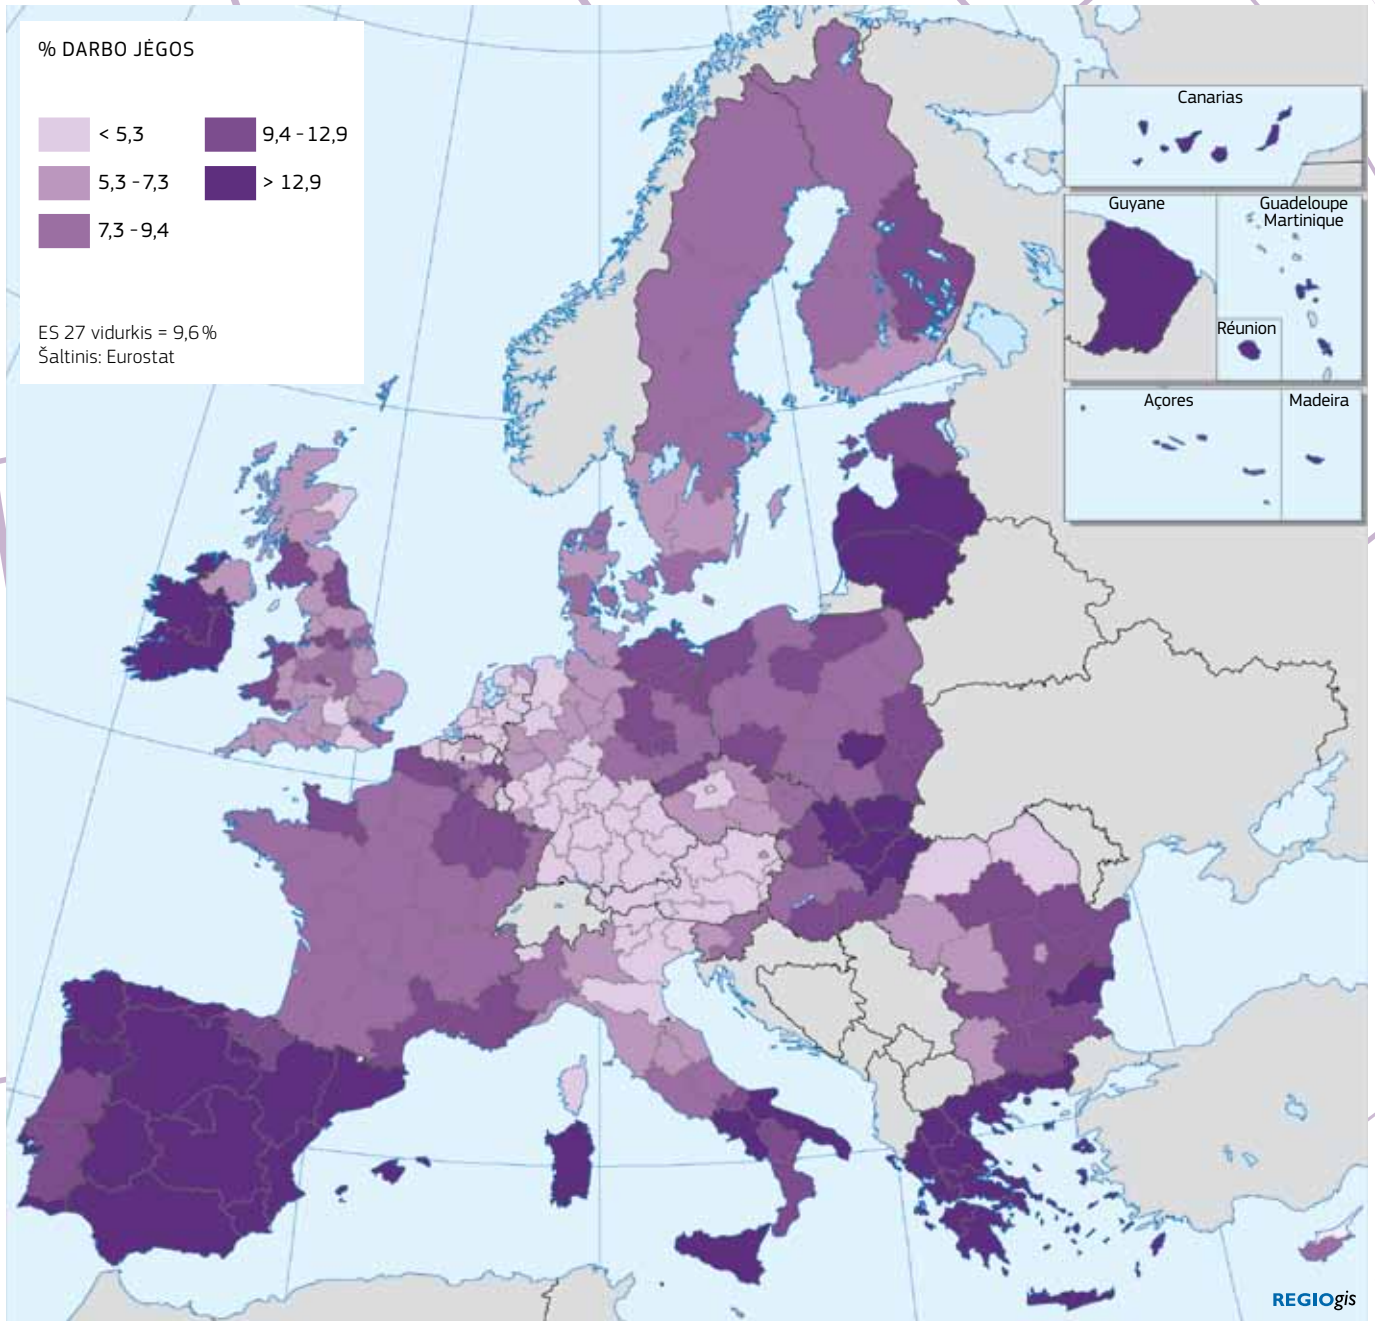 % DARBO JĖGOS
< 5,3
5,3 - 7,3
7,3 - 9,4
9,4 - 12,9
> 12,9
ES 27 vidurkis = 9,6 %
Šaltinis: Eurostat
Canarias
Guyane
Guadeloupe
Martinique
Réunion
Açores
Madeira
REGIOgis